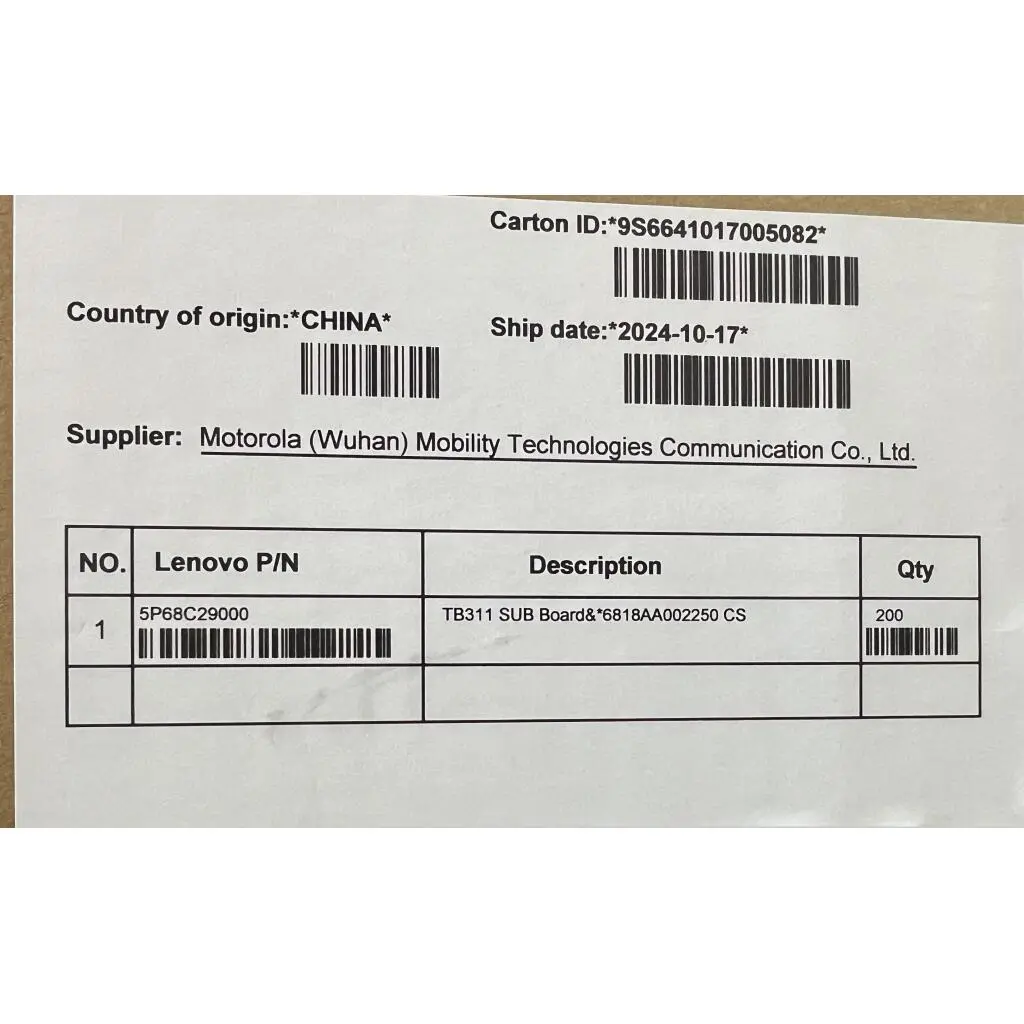 Carton ID:*9S6641017005082*
Country of origin:*CHINA*
Ship date:*2024-10-17*
Supplier: Motorola (Wuhan) Mobility Technologies Communication Co., Ltd.
NO. Lenovo P/N Description Qty
1 5P68C29000 TB311 SUB Board&*6818AA002250 CS 200